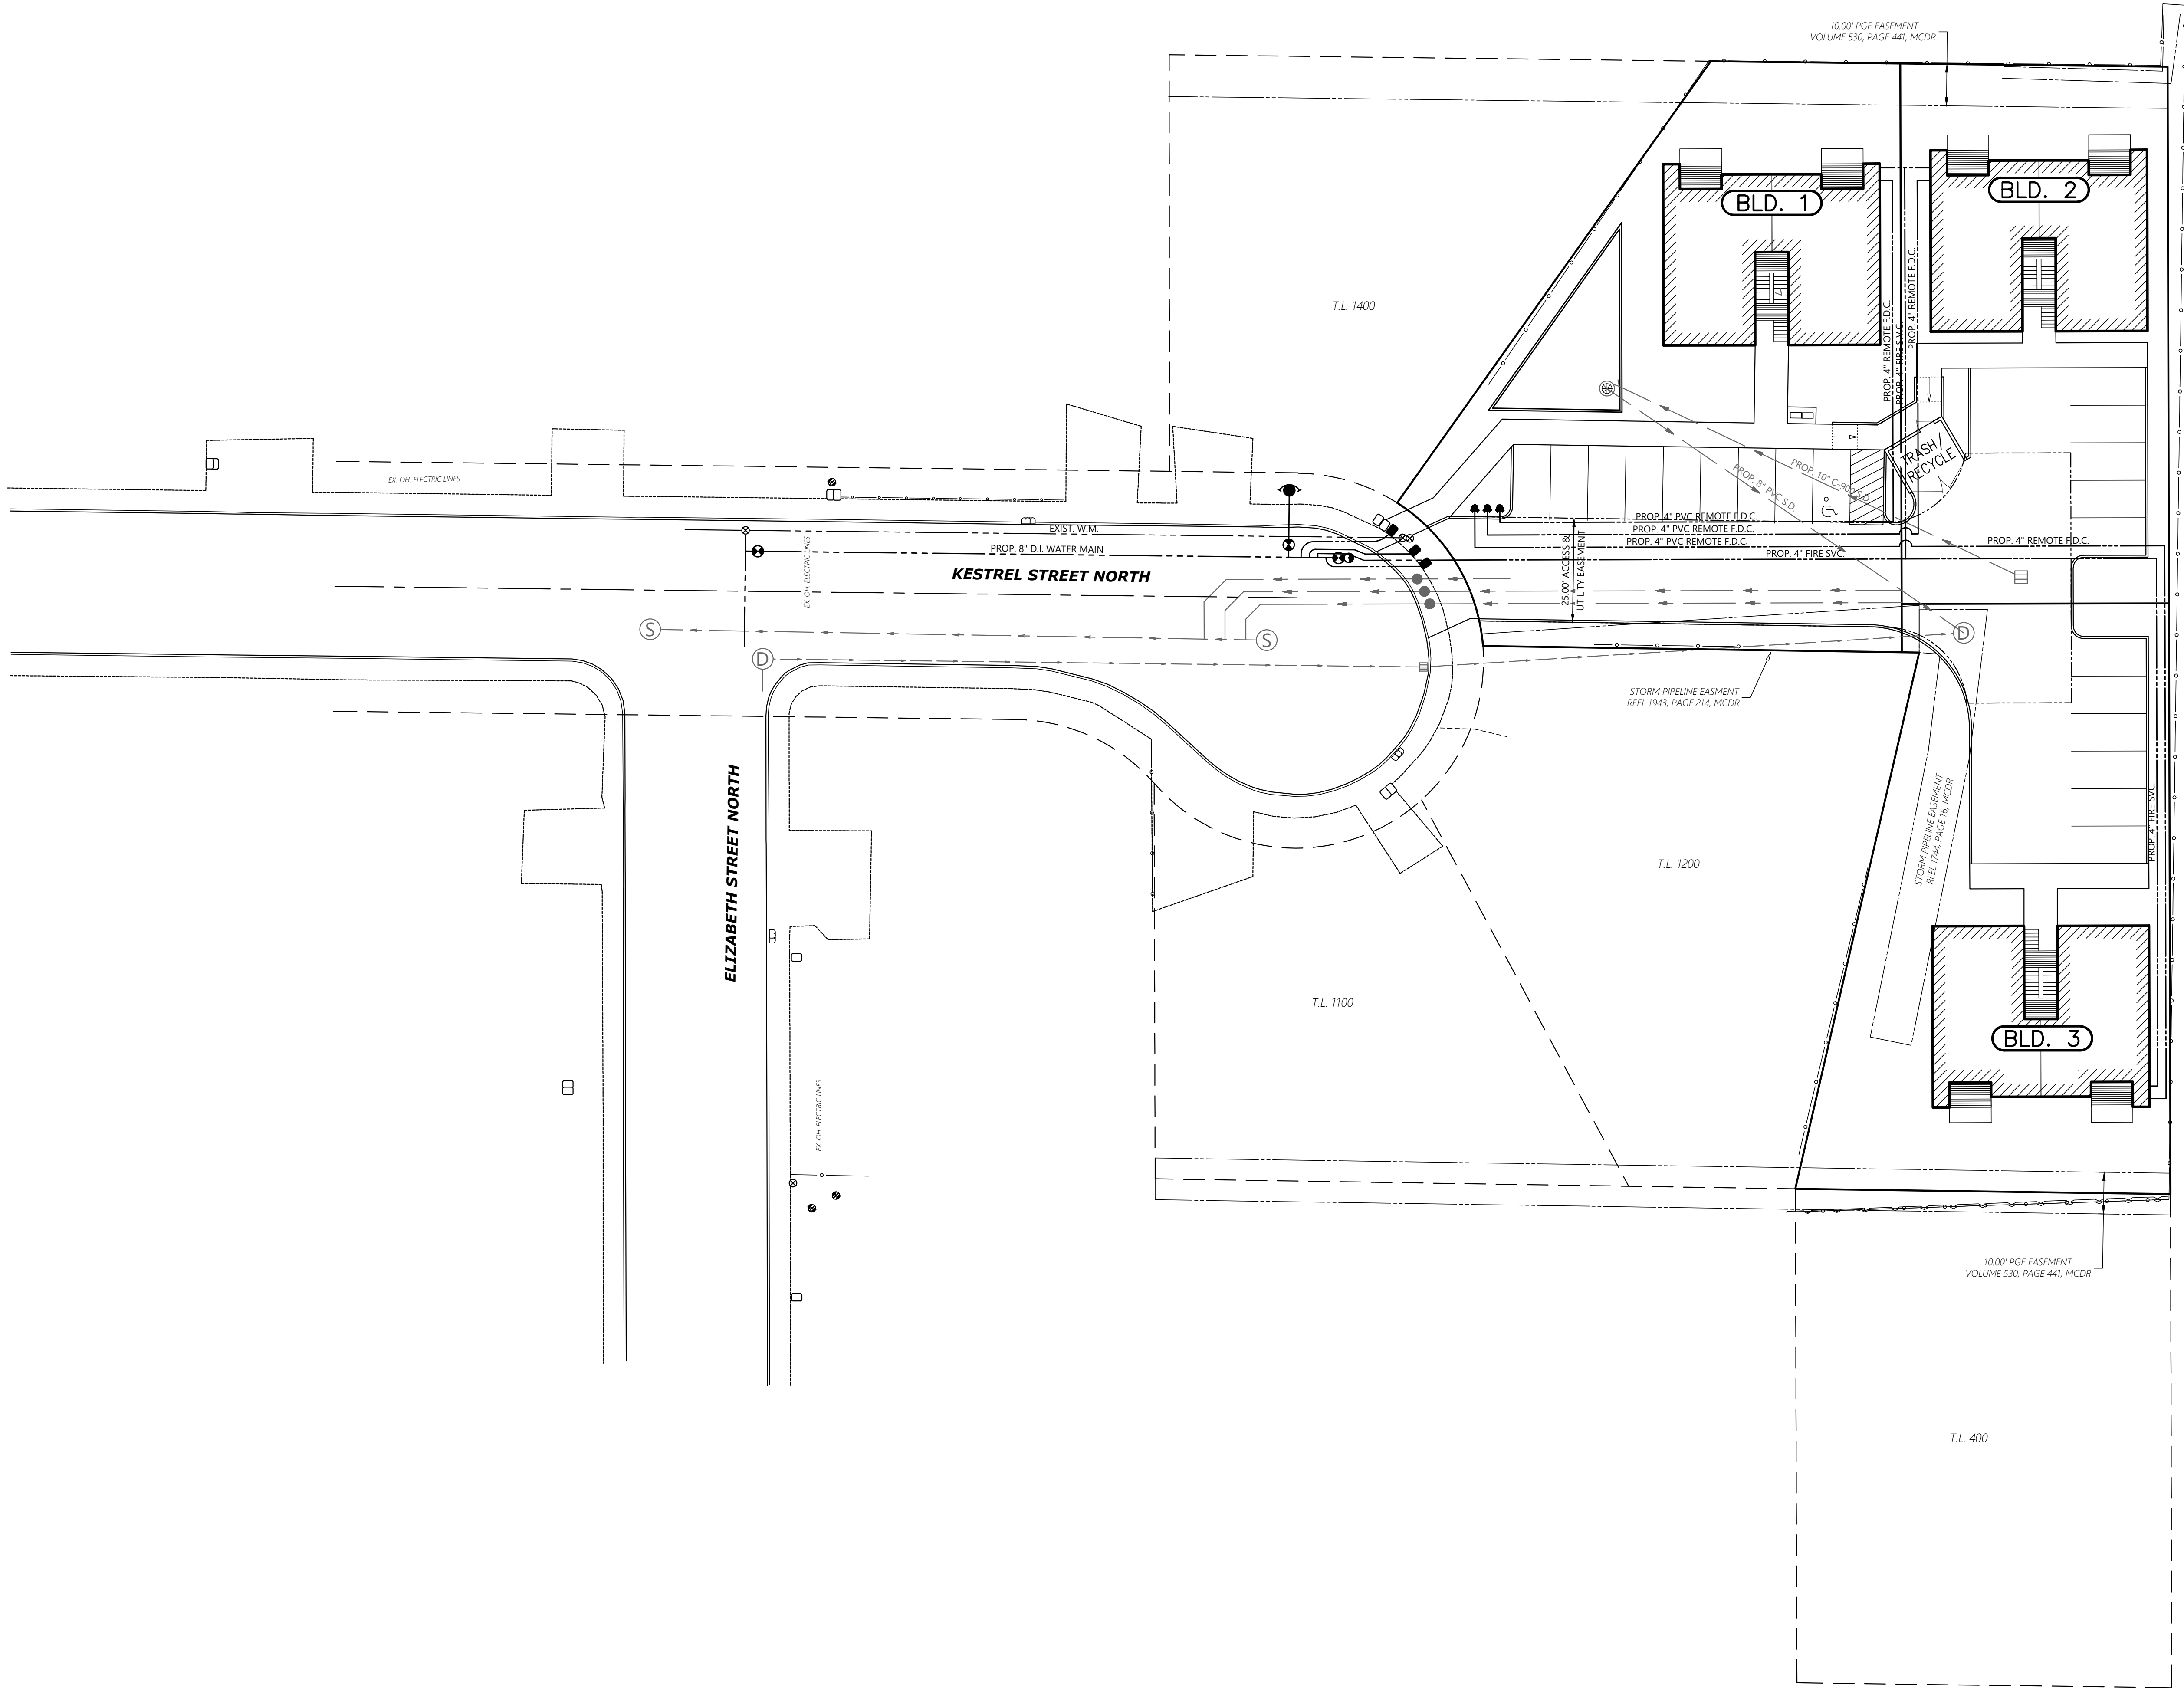 10.00' PGE EASEMENT
VOLUME 530, PAGE 441, MCDR
BLD. 1
BLD. 2
T.L. 1400
PROP. 4" REMOTE F.D.C.
PROP. 4" FIRE SVC.
PROP. 4" REMOTE F.D.C.
TRASH /
RECYCLE
EX. OH. ELECTRIC LINES
PROP. 10" C-900 S.D.
PROP. 8" PVC S.D.
EXIST. W.M.
PROP. 8" D.I. WATER MAIN
EX. OH. ELECTRIC LINES
KESTREL STREET NORTH
25.00' ACCESS &
UTILITY EASEMENT
PROP. 4" PVC REMOTE F.D.C.
PROP. 4" PVC REMOTE F.D.C.
PROP. 4" PVC REMOTE F.D.C.
PROP. 4" FIRE SVC.
PROP. 4" REMOTE F.D.C.
S
S
D
D
STORM PIPELINE EASMENT
REEL 1943, PAGE 214, MCDR
ELIZABETH STREET NORTH
STORM PIPELINE EASEMENT
REEL 1744, PAGE 16, MCDR
PROP. 4" FIRE SVC.
T.L. 1200
T.L. 1100
BLD. 3
EX. OH. ELECTRIC LINES
10.00' PGE EASEMENT
VOLUME 530, PAGE 441, MCDR
T.L. 400